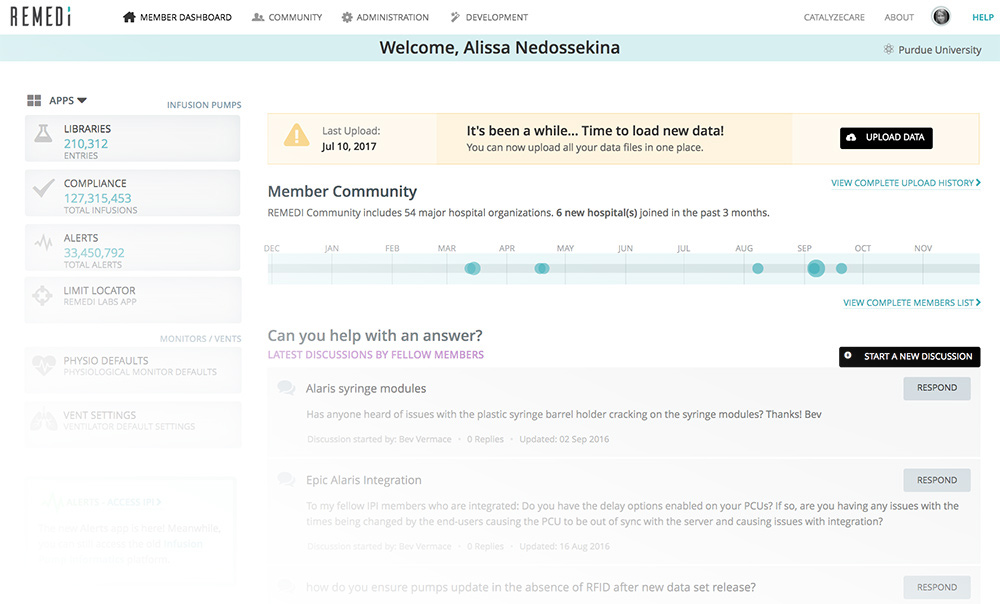 REMEDi
MEMBER DASHBOARD
COMMUNITY
ADMINISTRATION
DEVELOPMENT
CATALYZECARE
ABOUT
HELP
Welcome, Alissa Nedossekina
Purdue University
APPS
INFUSION PUMPS
LIBRARIES
210,312
ENTRIES
COMPLIANCE
127,315,453
TOTAL INFUSIONS
ALERTS
33,450,792
TOTAL ALERTS
LIMIT LOCATOR
REMEDI LABS APP
MONITORS / VENTS
PHYSIO DEFAULTS
PHYSIOLOGICAL MONITOR DEFAULTS
VENT SETTINGS
VENTILATOR DEFAULT SETTINGS
ALERTS - ACCESS IPI >
alerts app is here! Meanwhile,
Last Upload:
Jul 10, 2017
It's been a while... Time to load new data!
You can now upload all your data files in one place.
UPLOAD DATA
VIEW COMPLETE UPLOAD HISTORY >
Member Community
REMEDI Community includes 54 major hospital organizations. 6 new hospital(s) joined in the past 3 months.
DEC JAN FEB MAR APR MAY JUN JUL AUG SEP OCT NOV
VIEW COMPLETE MEMBERS LIST >
Can you help with an answer?
LATEST DISCUSSIONS BY FELLOW MEMBERS
START A NEW DISCUSSION
Alaris syringe modules
RESPOND
Has anyone heard of issues with the plastic syringe barrel holder cracking on the syringe modules? Thanks! Bev
Discussion started by: Bev Vermace • 0 Replies • Updated: 02 Sep 2016
Epic Alaris Integration
RESPOND
To my fellow IPI members who are integrated: Do you have the delay options enabled on your PCUs? If so, are you having any issues with the
times being changed by the end-users causing the PCU to be out of sync with the server and causing issues with integration?
Discussion started by: Bev Vermace • 0 Replies • Updated: 16 Aug 2016
how do you ensure pumps update in the absence of RFID after new data set release?
RESPOND